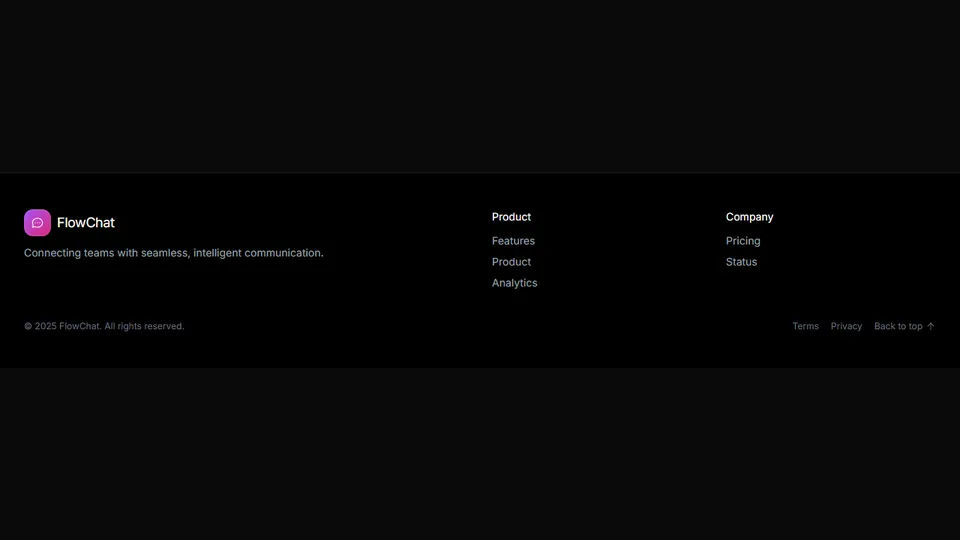 FlowChat
Connecting teams with seamless, intelligent communication.
Product
Features
Product
Analytics
Company
Pricing
Status
© 2025 FlowChat. All rights reserved.
Terms Privacy Back to top ↑